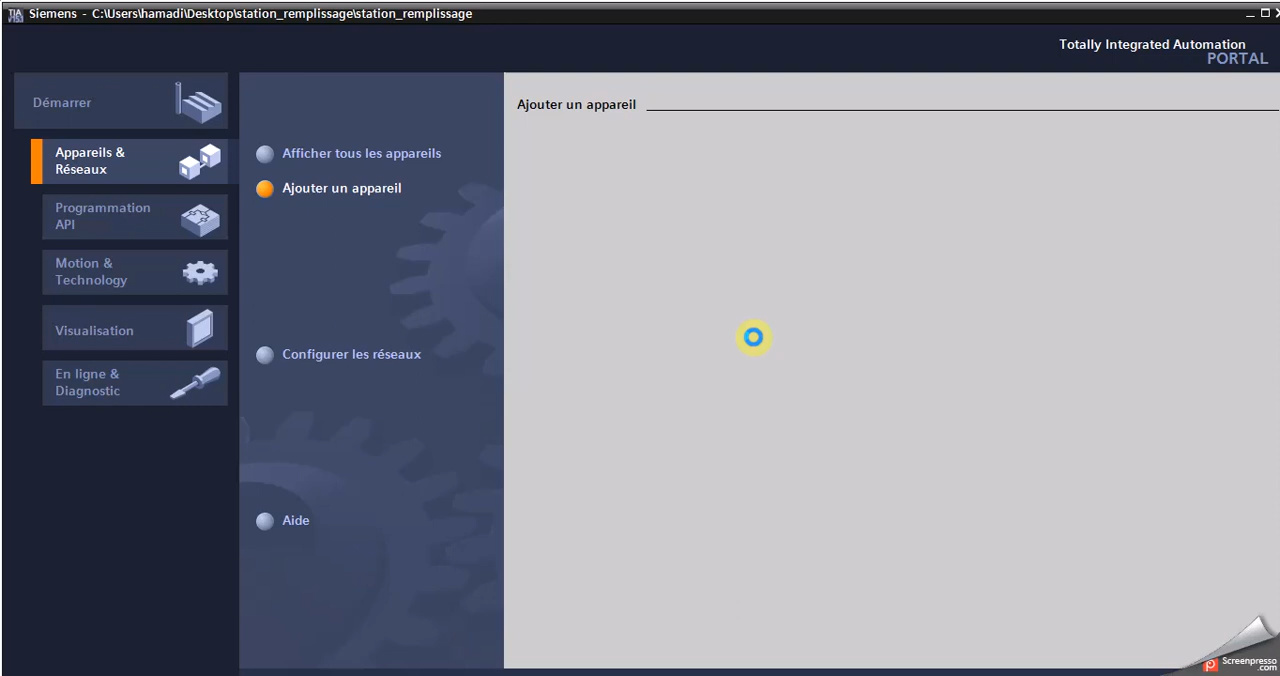 Siemens - C:\Users\hamadi\Desktop\station_remplissage\station_remplissage
Totally Integrated Automation
PORTAL
Démarrer
Appareils &
Réseaux
Programmation
API
Motion &
Technology
Visualisation
En ligne &
Diagnostic
Afficher tous les appareils
Ajouter un appareil
Configurer les réseaux
Aide
Ajouter un appareil
Screenpresso
.com